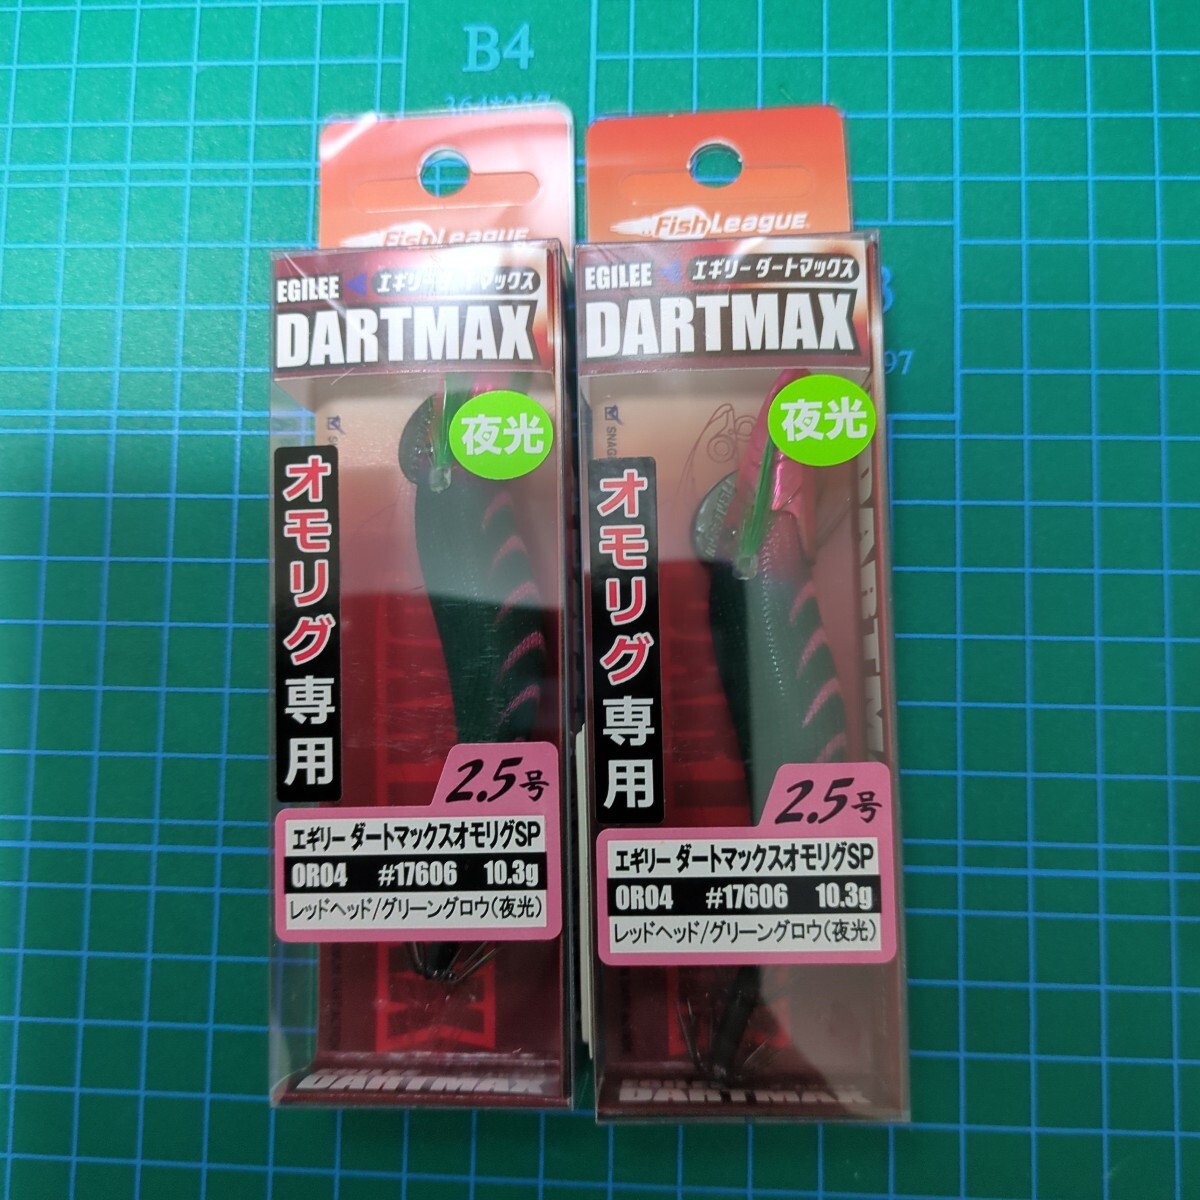 B4
364*257
Fish League
EGILEE
エギリー ダートマックス
DARTMAX
夜光
オモリグ専用
2.5号
エギリー ダートマックスオモリグSP
OR04 #17606 10.3g
レッドヘッド/グリーングロウ(夜光)
DARTMAX
Fish League
EGILEE
エギリー ダートマックス
DARTMAX
夜光
SNAG
オモリグ専用
2.5号
エギリー ダートマックスオモリグSP
OR04 #17606 10.3g
レッドヘッド/グリーングロウ(夜光)
DARTMAX